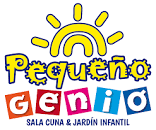 Pequeño
Genio
SALA CUNA & JARDÍN INFANTIL